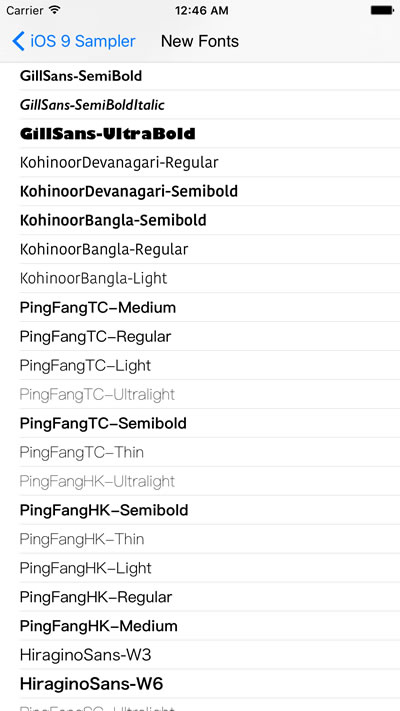 Carrier 12:46 AM
iOS 9 Sampler New Fonts
GillSans-SemiBold
GillSans-SemiBoldItalic
GillSans-UltraBold
KohinoorDevanagari-Regular
KohinoorDevanagari-Semibold
KohinoorBangla-Semibold
KohinoorBangla-Regular
KohinoorBangla-Light
PingFangTC-Medium
PingFangTC-Regular
PingFangTC-Light
PingFangTC-Ultralight
PingFangTC-Semibold
PingFangTC-Thin
PingFangHK-Ultralight
PingFangHK-Semibold
PingFangHK-Thin
PingFangHK-Light
PingFangHK-Regular
PingFangHK-Medium
HiraginoSans-W3
HiraginoSans-W6
PingFangSC-Ultralight